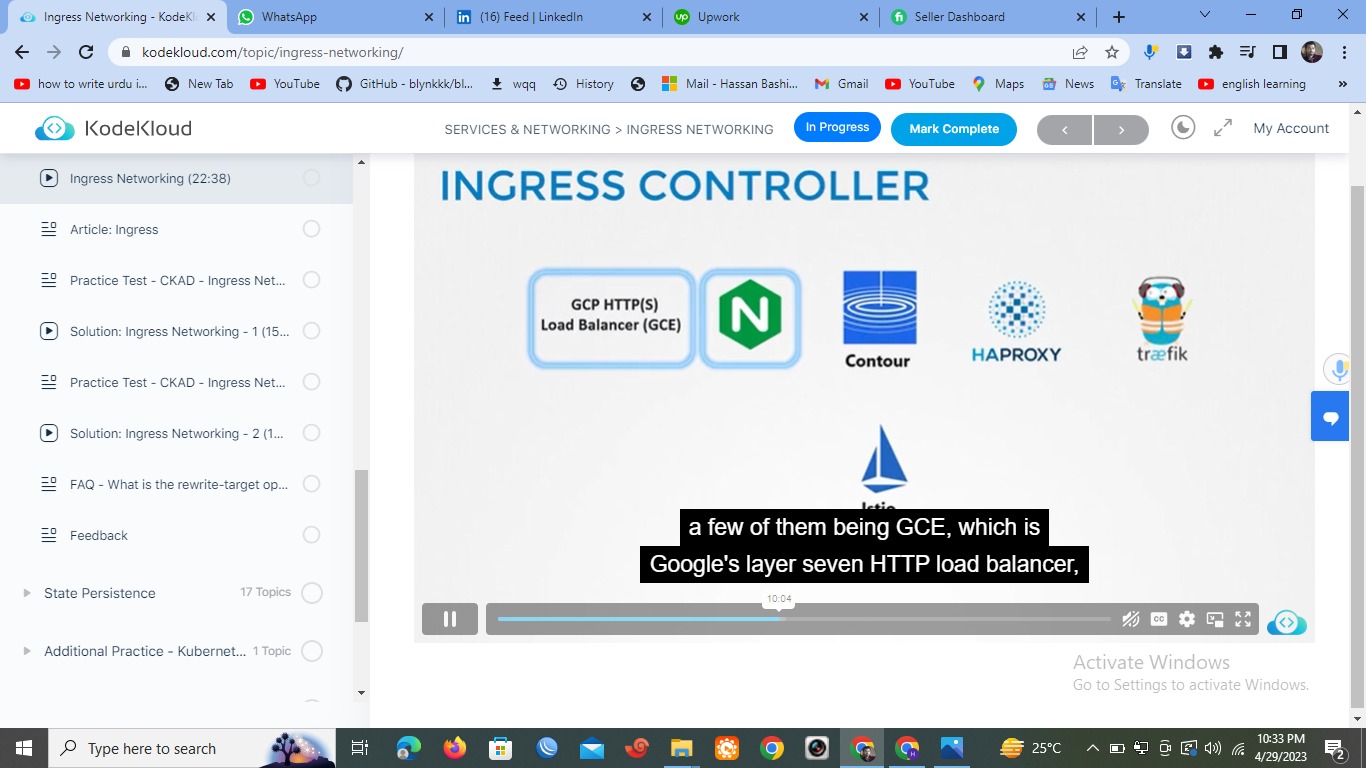 Ingress Networking - KodeKl
WhatsApp
(16) Feed | LinkedIn
Upwork
Seller Dashboard
kodekloud.com/topic/ingress-networking/
how to write urdu i...
New Tab
YouTube
GitHub - blynkkk/bl...
wqq
History
Mail - Hassan Bashi...
Gmail
YouTube
Maps
News
Translate
english learning
»
KodeKloud
SERVICES & NETWORKING > INGRESS NETWORKING
In Progress
Mark Complete
My Account
Ingress Networking (22:38)
Article: Ingress
Practice Test - CKAD - Ingress Net...
Solution: Ingress Networking - 1 (15...
Practice Test - CKAD - Ingress Net...
Solution: Ingress Networking - 2 (1...
FAQ - What is the rewrite-target op...
Feedback
State Persistence 17 Topics
Additional Practice - Kubernet... 1 Topic
INGRESS CONTROLLER
GCP HTTP(S)
Load Balancer (GCE)
N
Contour
HAPROXY
træfik
Istio
a few of them being GCE, which is
Google's layer seven HTTP load balancer,
10:04
CC
Activate Windows
Go to Settings to activate Windows.
Type here to search
25°C
10:33 PM
4/29/2023
2